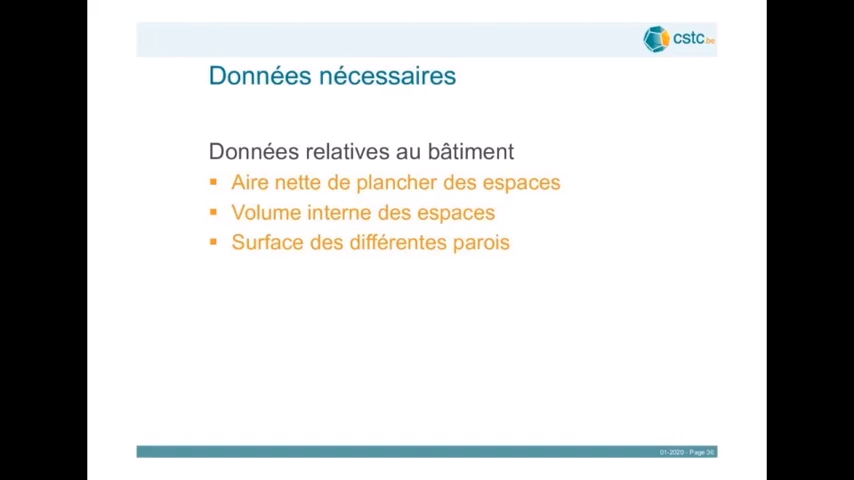 cstc.be
Données nécessaires
Données relatives au bâtiment
▪ Aire nette de plancher des espaces
▪ Volume interne des espaces
▪ Surface des différentes parois
01-2020 - Page 36